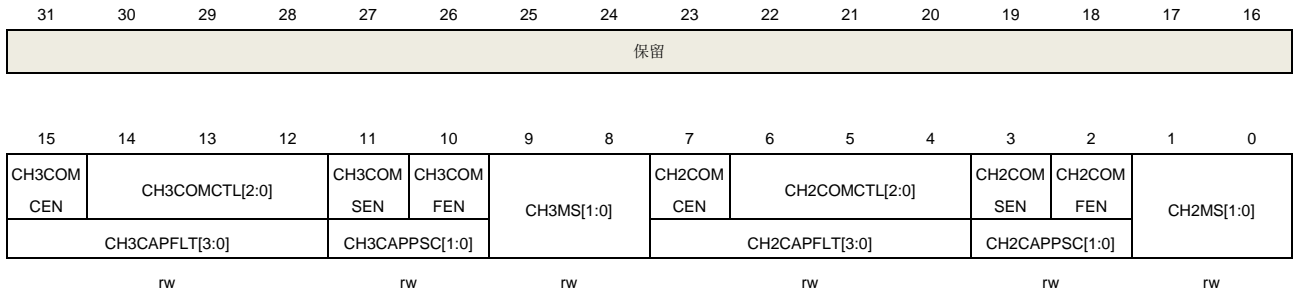 31 30 29 28 27 26 25 24 23 22 21 20 19 18 17 16
保留
15 14 13 12 11 10 9 8 7 6 5 4 3 2 1 0
CH3COM CEN CH3COMCTL[2:0] CH3COM SEN CH3COM FEN CH3MS[1:0] CH2COM CEN CH2COMCTL[2:0] CH2COM SEN CH2COM FEN CH2MS[1:0]
CH3CAPFLT[3:0] CH3CAPPSC[1:0] CH2CAPFLT[3:0] CH2CAPPSC[1:0]
rw rw rw rw rw rw